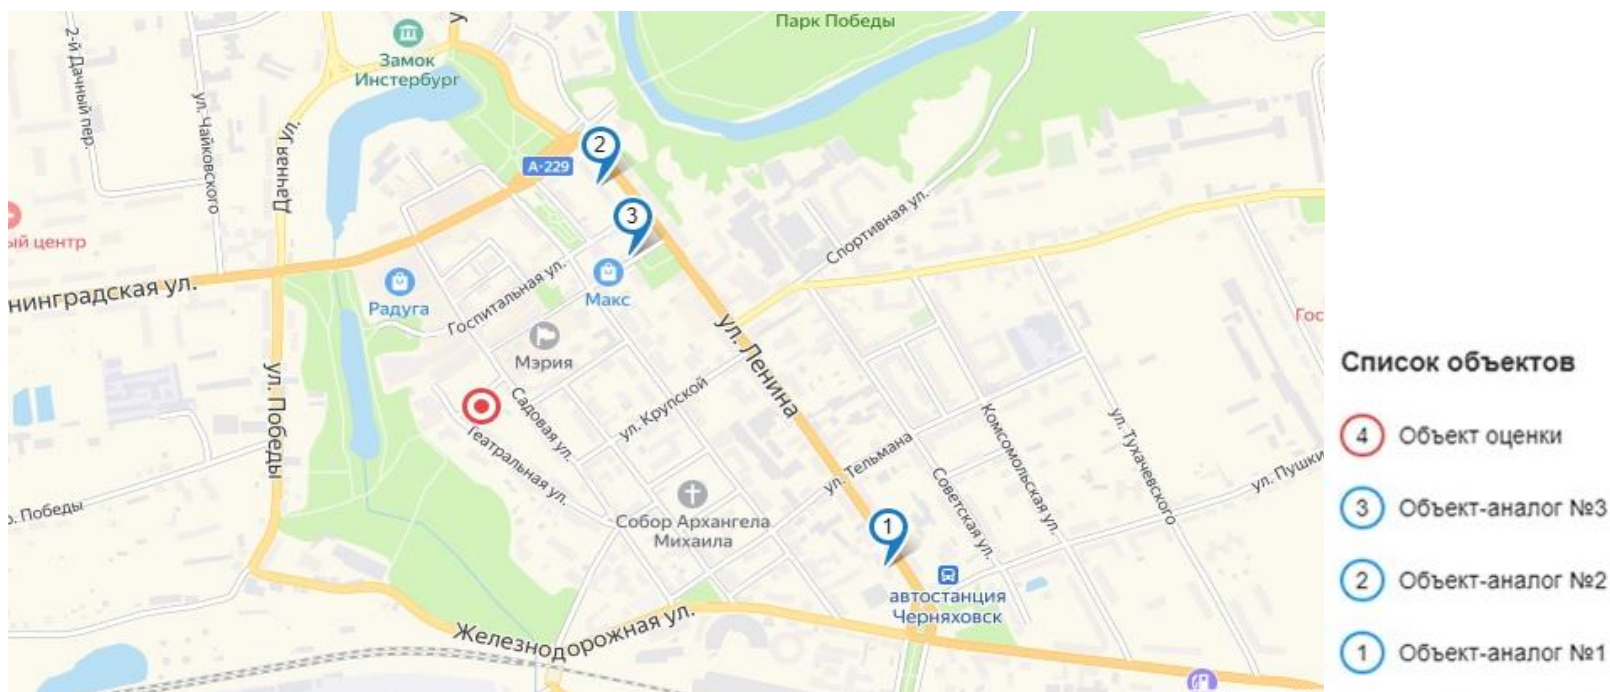 Парк Победы
2-й Дачный пер.
Замок
Инстербург
у
ул. Чайковского
Дачная ул.
2
А-229
3
ый центр
Спортивная ул.
нинградская ул.
Радуга
Госпитальная ул.
Макс
Мэрия
ул. Ленина
Гос
ул. Победы
Садовая ул.
ул. Крупской
Театральная ул.
Комсомольская ул.
ул. Тухачевского
ул. Тельмана
Советская ул.
ул. Пушки
р. Победы
Собор Архангела
Михаила
1
автостанция
Черняховск
Железнодорожная ул.
Список объектов
4 Объект оценки
3 Объект-аналог №3
2 Объект-аналог №2
1 Объект-аналог №1